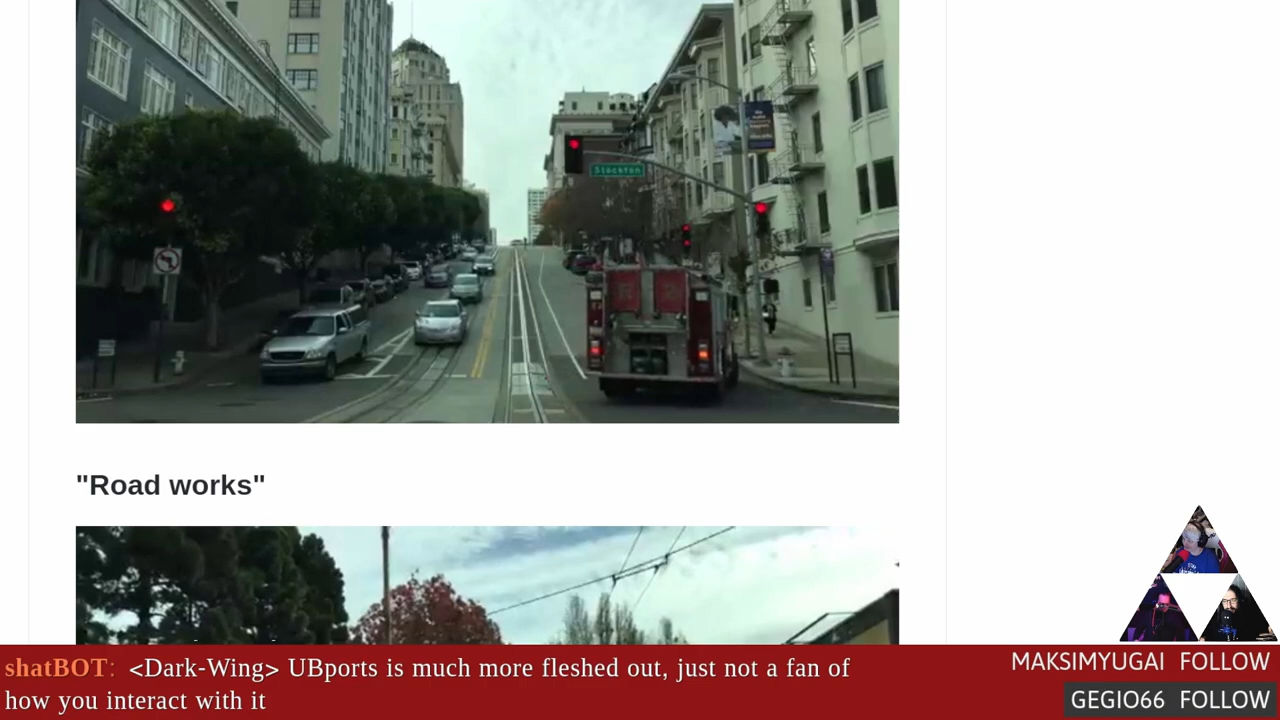 Stockton
"Road works"
shatBOT: <Dark-Wing> UBports is much more fleshed out, just not a fan of
how you interact with it
MAKSIMYUGAI FOLLOW
GEGIO66 FOLLOW